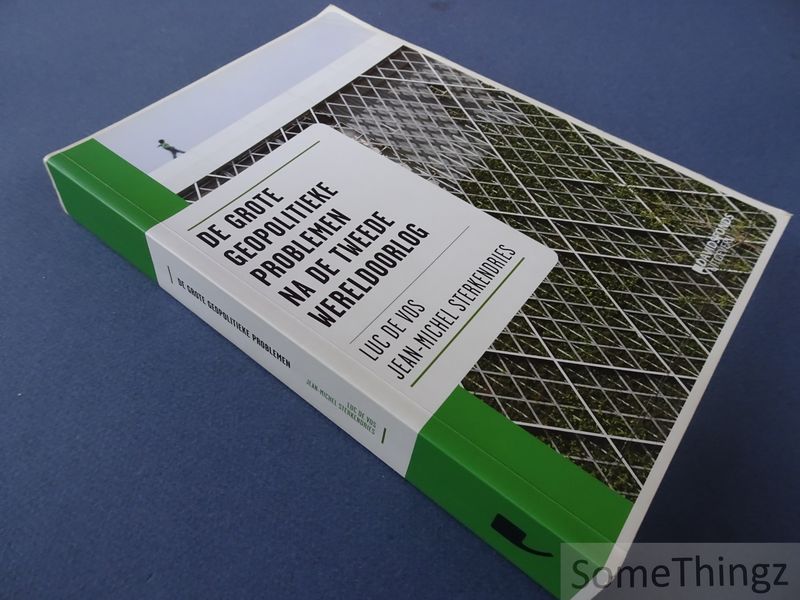 DE GROTE
GEOPOLITIEKE
PROBLEMEN
NA DE TWEEDE
WERELDOORLOG
LUC DE VOS
JEAN-MICHEL STERKENDRIES
DE GROTE GEOPOLITIEKE PROBLEMEN
LUC DE VOS
JEAN-MICHEL STERKENDRIES
SomeThingz